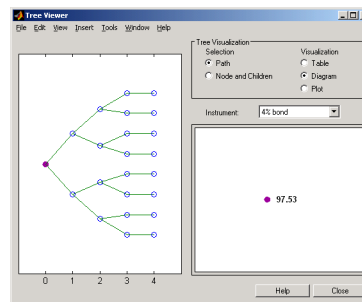 Tree Viewer
File Edit View Insert Tools Window Help
Tree Visualization
Selection Visualization
Path Table
Node and Children Diagram
Plot
Instrument: 4% bond
97.53
0 1 2 3 4
Help Close